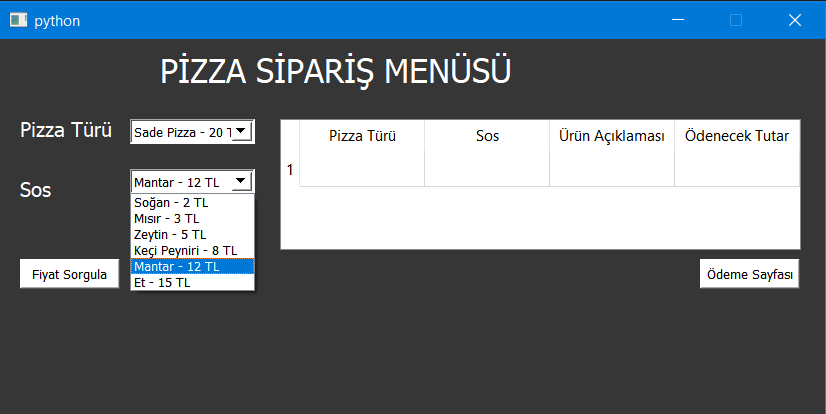 python
PİZZA SİPARİŞ MENÜSÜ
Pizza Türü
Sade Pizza - 20 T
Pizza Türü Sos Ürün Açıklaması Ödenecek Tutar
1
Sos
Mantar - 12 TL
Soğan - 2 TL
Mısır - 3 TL
Zeytin - 5 TL
Keçi Peyniri - 8 TL
Mantar - 12 TL
Et - 15 TL
Fiyat Sorgula
Ödeme Sayfası